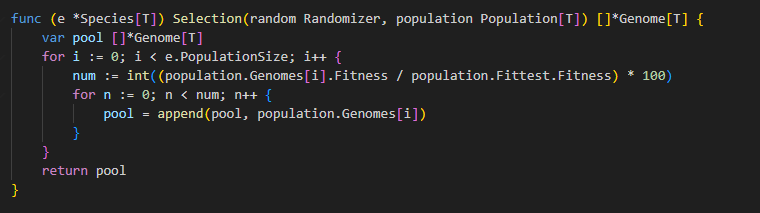 func (e *Species[T]) Selection(random Randomizer, population Population[T]) []*Genome[T] {
    var pool []*Genome[T]
    for i := 0; i < e.PopulationSize; i++ {
        num := int((population.Genomes[i].Fitness / population.Fittest.Fitness) * 100)
        for n := 0; n < num; n++ {
            pool = append(pool, population.Genomes[i])
        }
    }
    return pool
}